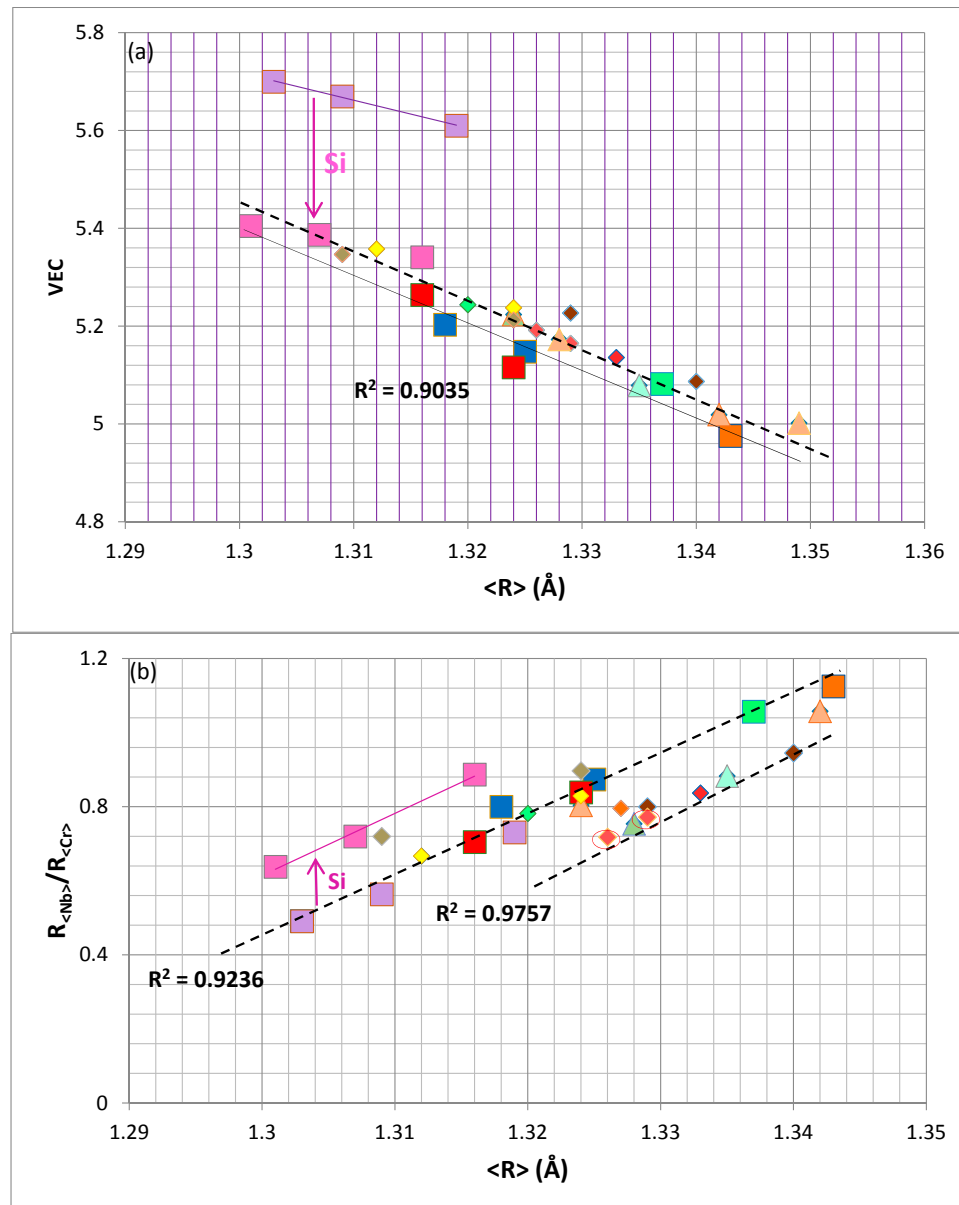 (a)
5.8
5.6
5.4
5.2
5
4.8
VEC
Si
R² = 0.9035
1.29 1.3 1.31 1.32 1.33 1.34 1.35 1.36
<R> (Å)
(b)
1.2
0.8
0.4
0
R<Nb>/R<Cr>
Si
R² = 0.9757
R² = 0.9236
1.29 1.3 1.31 1.32 1.33 1.34 1.35
<R> (Å)